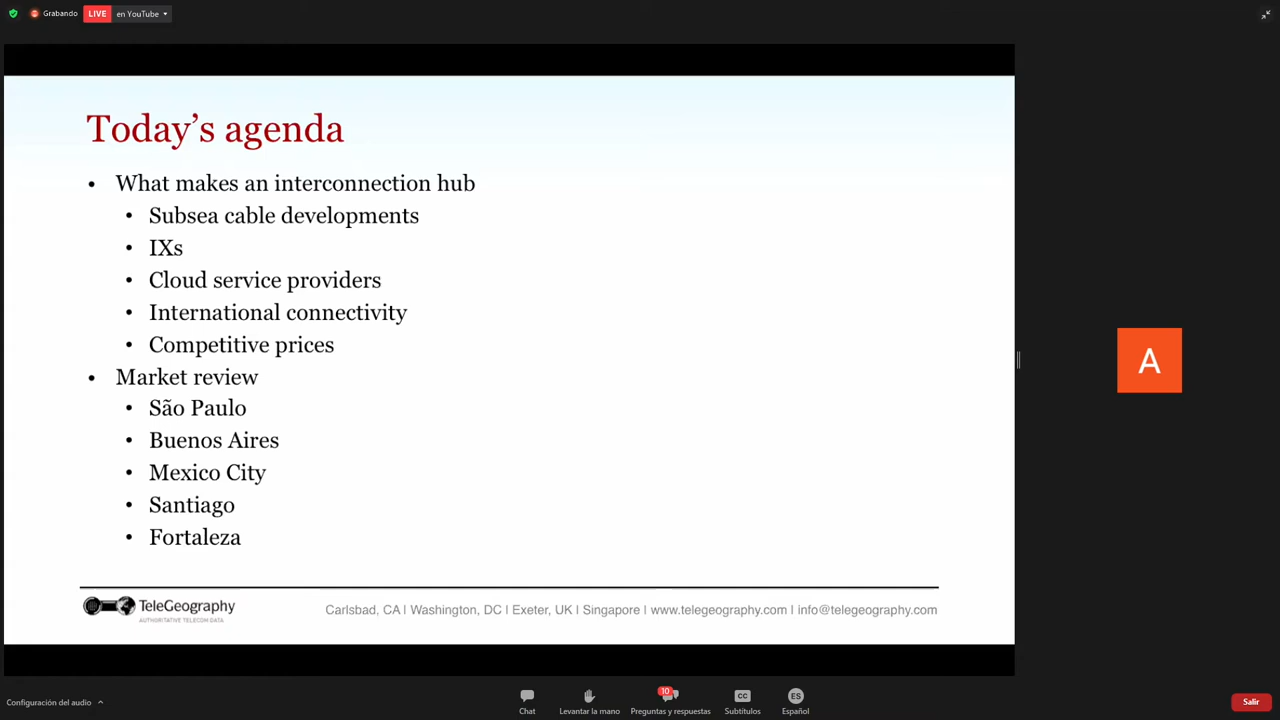 Grabando
LIVE
en YouTube
Today’s agenda
• What makes an interconnection hub
• Subsea cable developments
• IXs
• Cloud service providers
• International connectivity
• Competitive prices
• Market review
• São Paulo
• Buenos Aires
• Mexico City
• Santiago
• Fortaleza
TeleGeography
AUTHORITATIVE TELECOM DATA
Carlsbad, CA | Washington, DC | Exeter, UK | Singapore | www.telegeography.com | info@telegeography.com
A
Configuración del audio
Chat
Levantar la mano
10
Preguntas y respuestas
CC
Subtítulos
ES
Español
Salir